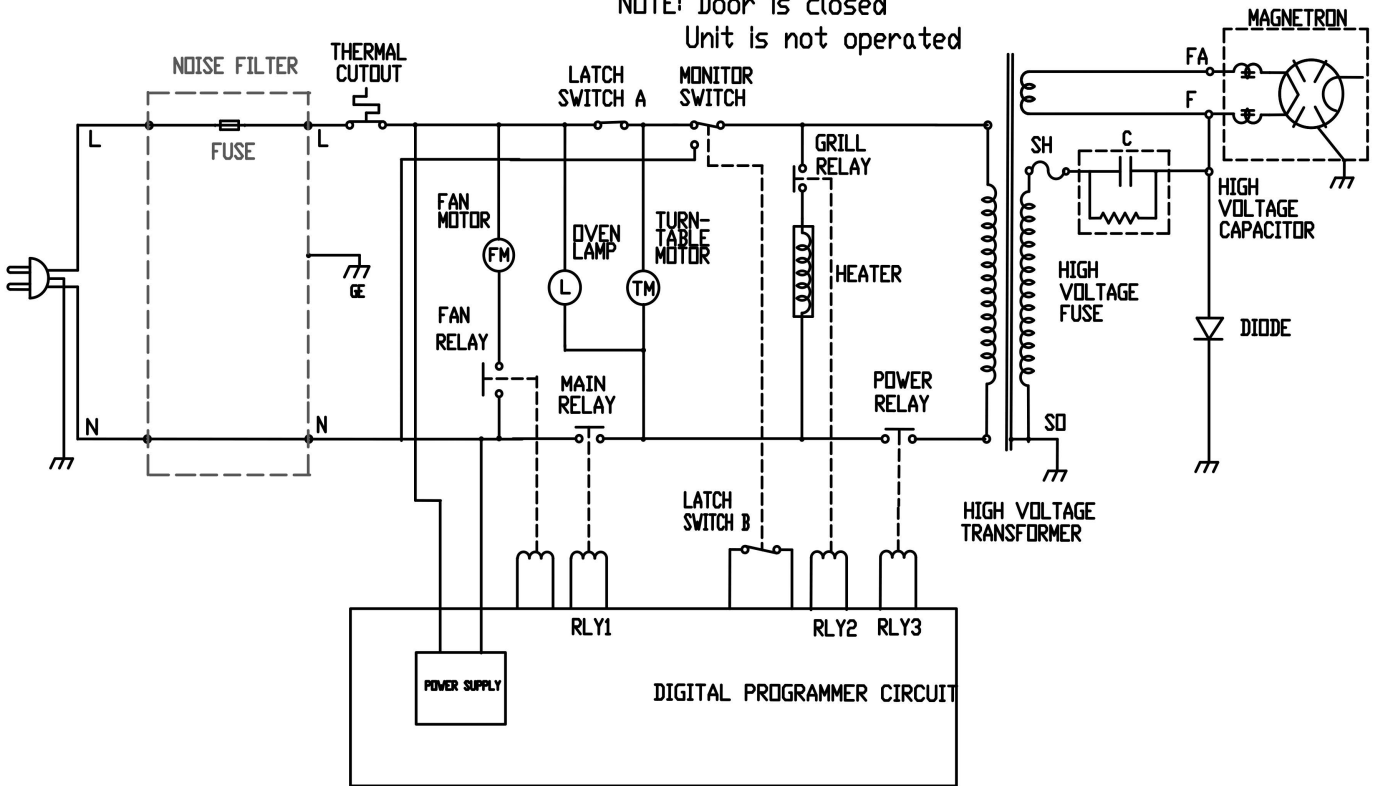 NOTE: Door is closed
Unit is not operated
MAGNETRON
NOISE FILTER
THERMAL
CUTOUT
LATCH
SWITCH A
MONITOR
SWITCH
FA
F
L
FUSE
L
GRILL
RELAY
SH
C
HIGH
VOLTAGE
CAPACITOR
FAN
MOTOR
FM
OVEN
LAMP
L
TURN-
TABLE
MOTOR
TM
HEATER
HIGH
VOLTAGE
FUSE
GE
FAN
RELAY
DIODE
MAIN
RELAY
POWER
RELAY
N
N
SO
LATCH
SWITCH B
HIGH VOLTAGE
TRANSFORMER
RLY1
RLY2
RLY3
POWER SUPPLY
DIGITAL PROGRAMMER CIRCUIT